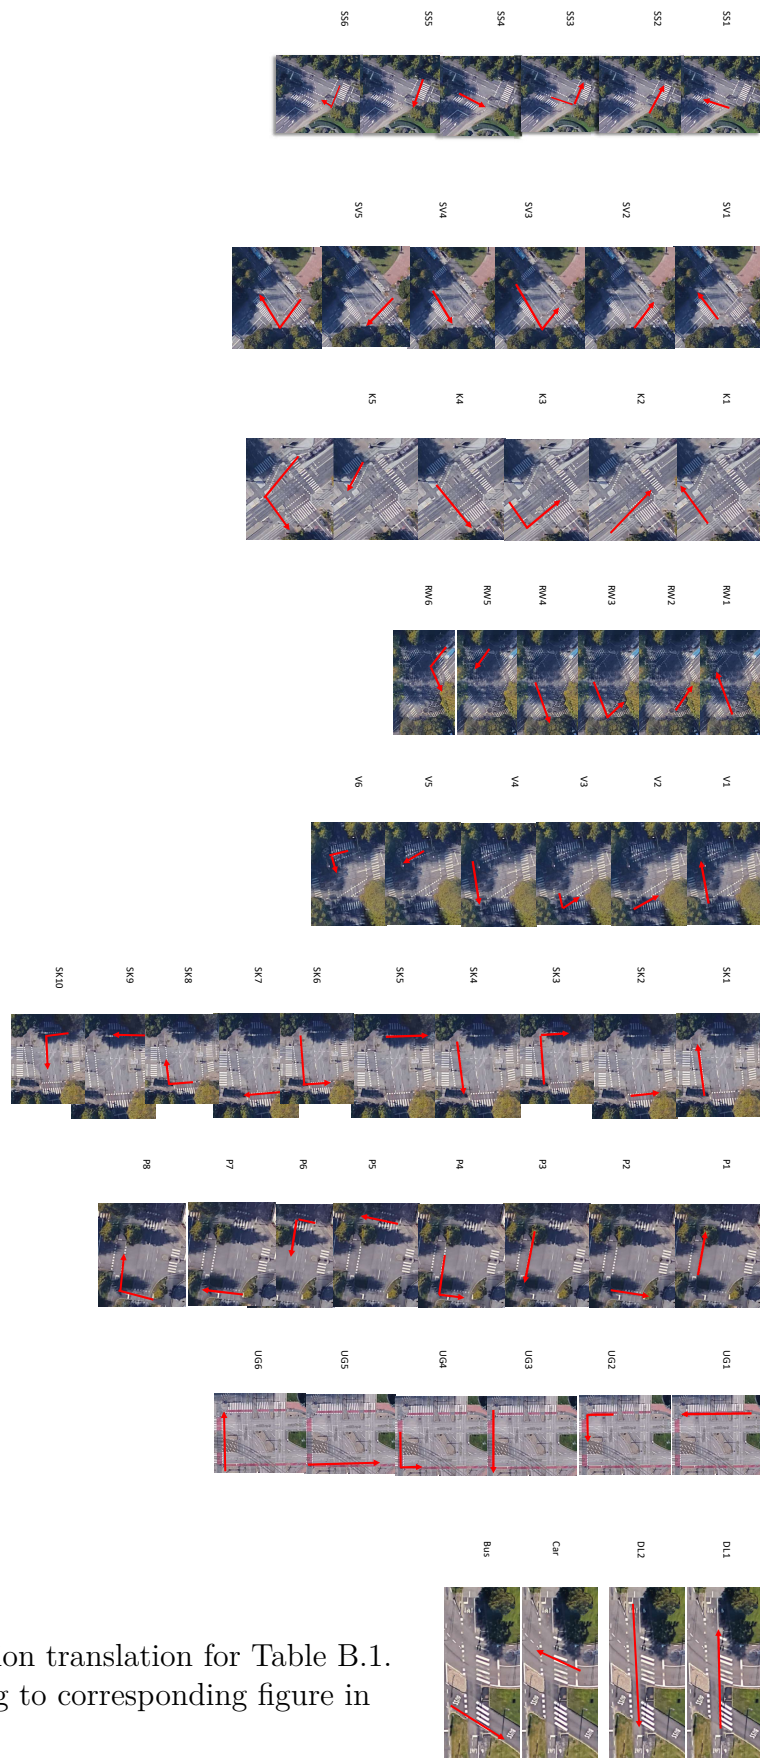 SS1
SS2
SS3
SS4
SS5
SS6
SV1
SV2
SV3
SV4
SV5
K1
K2
K3
K4
K5
RW1
RW2
RW3
RW4
RW5
RW6
V1
V2
V3
V4
V5
V6
SK1
SK2
SK3
SK4
SK5
SK6
SK7
SK8
SK9
SK10
P1
P2
P3
P4
P5
P6
P7
P8
UG1
UG2
UG3
UG4
UG5
UG6
DL1
DL2
Car
Bus
on translation for Table B.1.
g to corresponding figure in